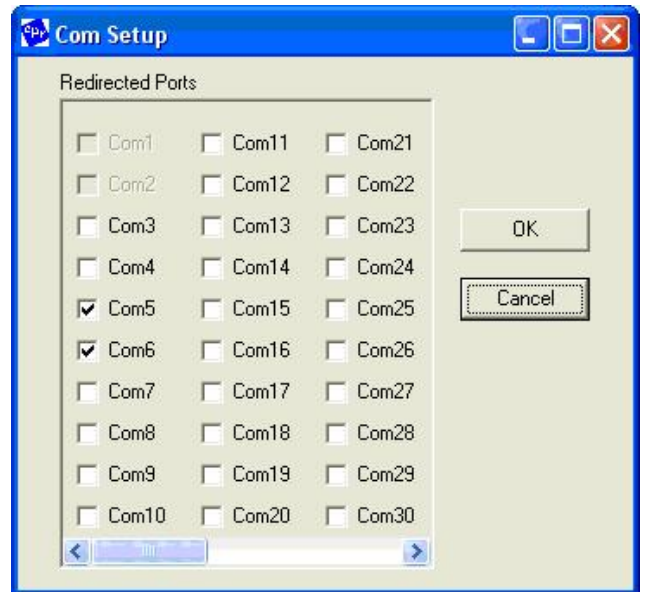 CPR Com Setup
Redirected Ports
Com1 Com11 Com21
Com2 Com12 Com22
Com3 Com13 Com23
OK
Com4 Com14 Com24
Com5 Com15 Com25
Cancel
Com6 Com16 Com26
Com7 Com17 Com27
Com8 Com18 Com28
Com9 Com19 Com29
Com10 Com20 Com30